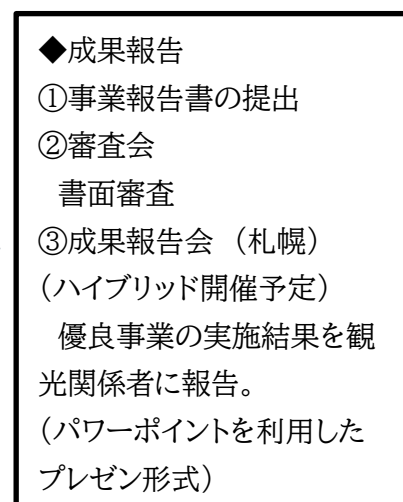 ◆成果報告
①事業報告書の提出
②審査会
　書面審査
③成果報告会（札幌）
（ハイブリッド開催予定）
　優良事業の実施結果を観
光関係者に報告。
（パワーポイントを利用した
プレゼン形式）